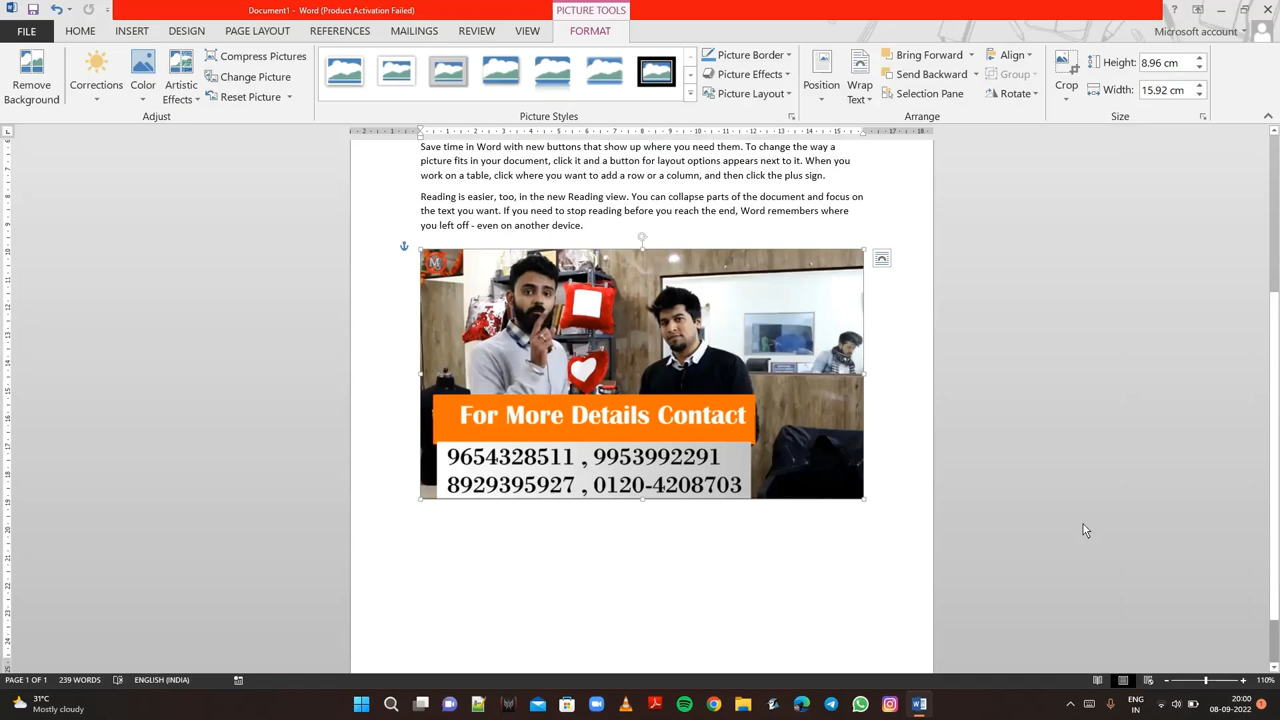 Document1 - Word (Product Activation Failed)
PICTURE TOOLS
FILE
HOME
INSERT
DESIGN
PAGE LAYOUT
REFERENCES
MAILINGS
REVIEW
VIEW
FORMAT
Microsoft account
Remove Background
Corrections
Color
Artistic Effects
Compress Pictures
Change Picture
Reset Picture
Adjust
Picture Styles
Picture Border
Picture Effects
Picture Layout
Position
Wrap Text
Bring Forward
Send Backward
Selection Pane
Align
Group
Rotate
Arrange
Crop
Height: 8.96 cm
Width: 15.92 cm
Size
Save time in Word with new buttons that show up where you need them. To change the way a
picture fits in your document, click it and a button for layout options appears next to it. When you
work on a table, click where you want to add a row or a column, and then click the plus sign.
Reading is easier, too, in the new Reading view. You can collapse parts of the document and focus on
the text you want. If you need to stop reading before you reach the end, Word remembers where
you left off - even on another device.
For More Details Contact
9654328511 , 9953992291
8929395927 , 0120-4208703
PAGE 1 OF 1
239 WORDS
ENGLISH (INDIA)
110%
31°C
Mostly cloudy
ENG
IN
20:00
08-09-2022